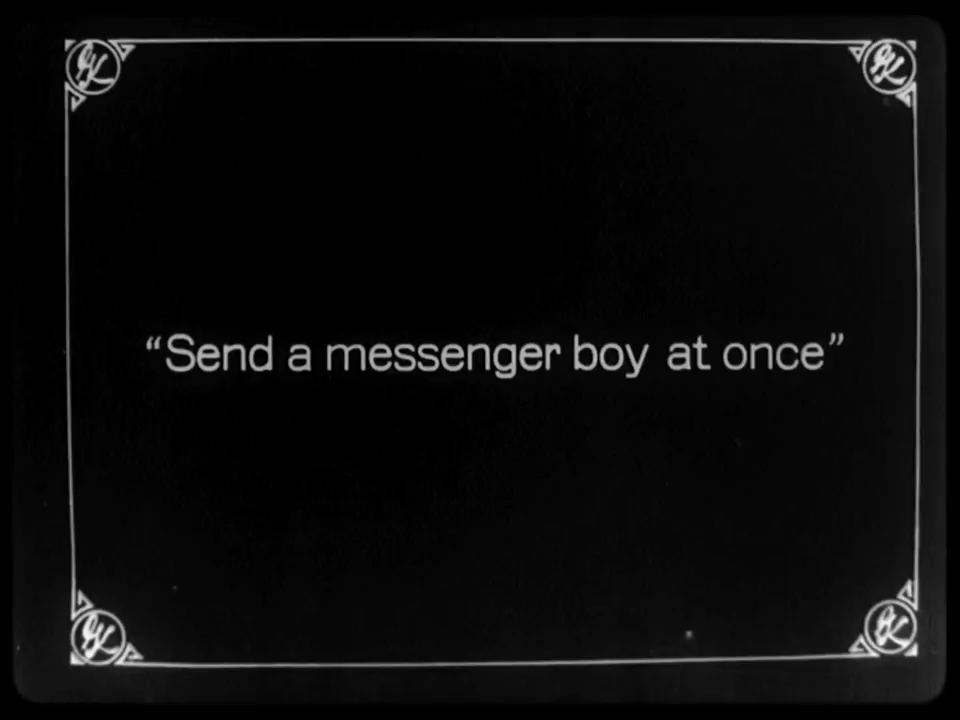 “Send a messenger boy at once”